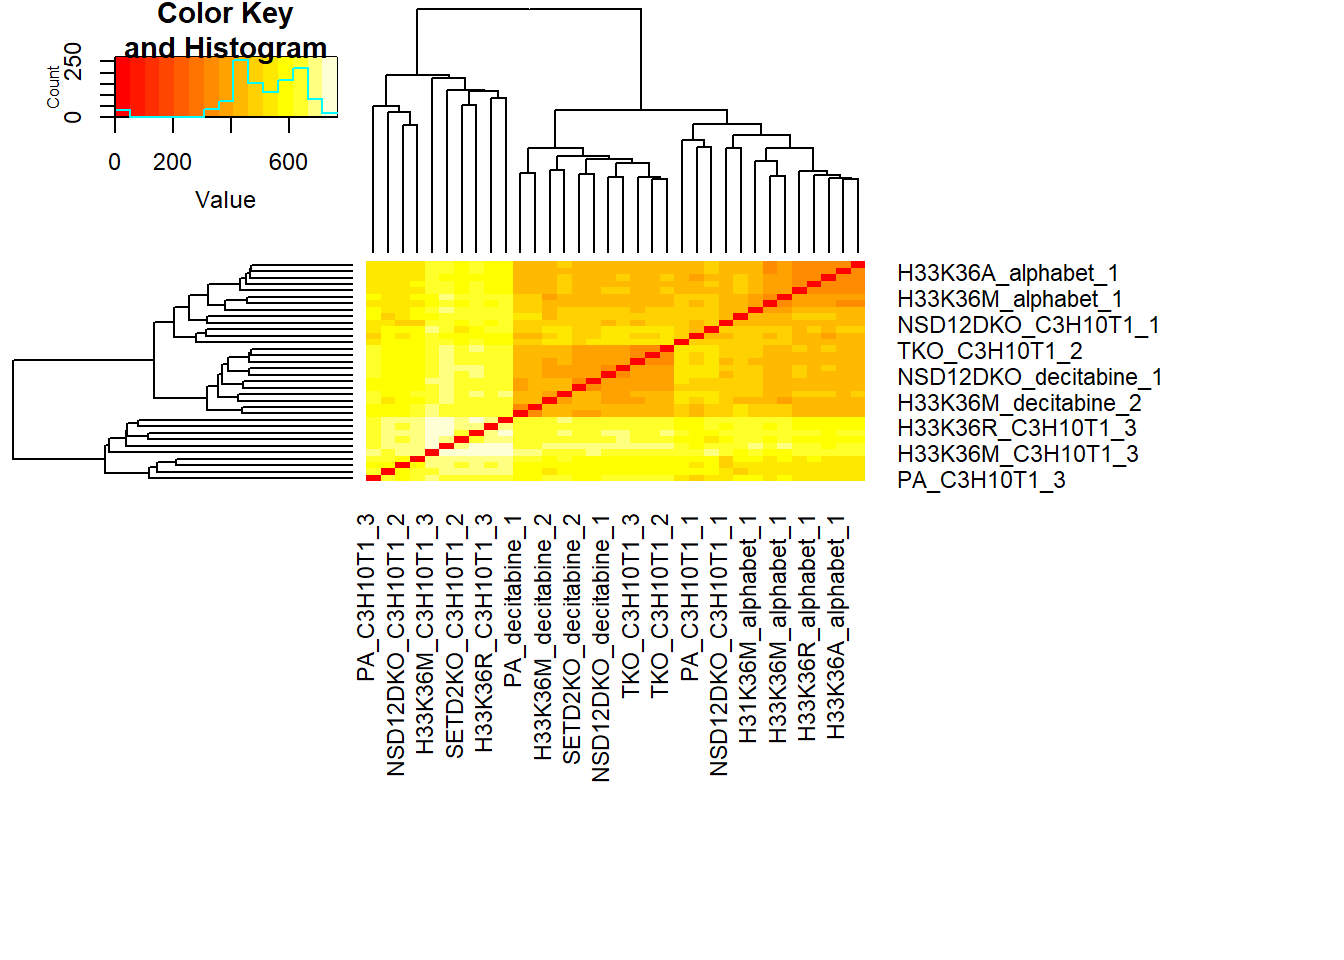 Color Key
and Histogram
Count
0
250
0
200
600
Value
H33K36A_alphabet_1
H33K36M_alphabet_1
NSD12DKO_C3H10T1_1
TKO_C3H10T1_2
NSD12DKO_decitabine_1
H33K36M_decitabine_2
H33K36R_C3H10T1_3
H33K36M_C3H10T1_3
PA_C3H10T1_3
PA_C3H10T1_3
NSD12DKO_C3H10T1_2
H33K36M_C3H10T1_3
SETD2KO_C3H10T1_2
H33K36R_C3H10T1_3
PA_decitabine_1
H33K36M_decitabine_2
SETD2KO_decitabine_2
NSD12DKO_decitabine_1
TKO_C3H10T1_3
TKO_C3H10T1_2
PA_C3H10T1_1
NSD12DKO_C3H10T1_1
H31K36M_alphabet_1
H33K36M_alphabet_1
H33K36R_alphabet_1
H33K36A_alphabet_1